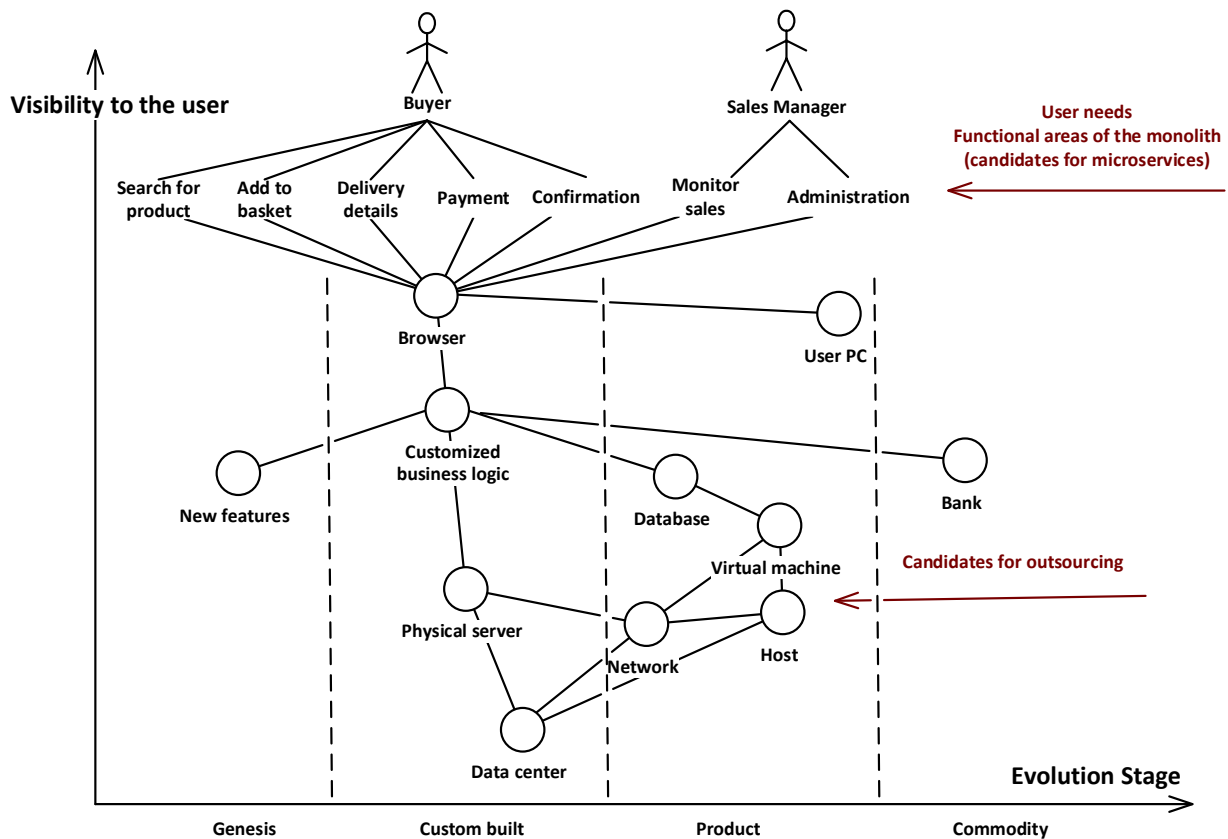 Visibility to the user
Buyer
Sales Manager
User needs
Functional areas of the monolith
(candidates for microservices)
Search for
product
Add to
basket
Delivery
details
Payment
Confirmation
Monitor
sales
Administration
Browser
User PC
Customized
business logic
New features
Database
Bank
Virtual machine
Candidates for outsourcing
Physical server
Network
Host
Data center
Evolution Stage
Genesis
Custom built
Product
Commodity